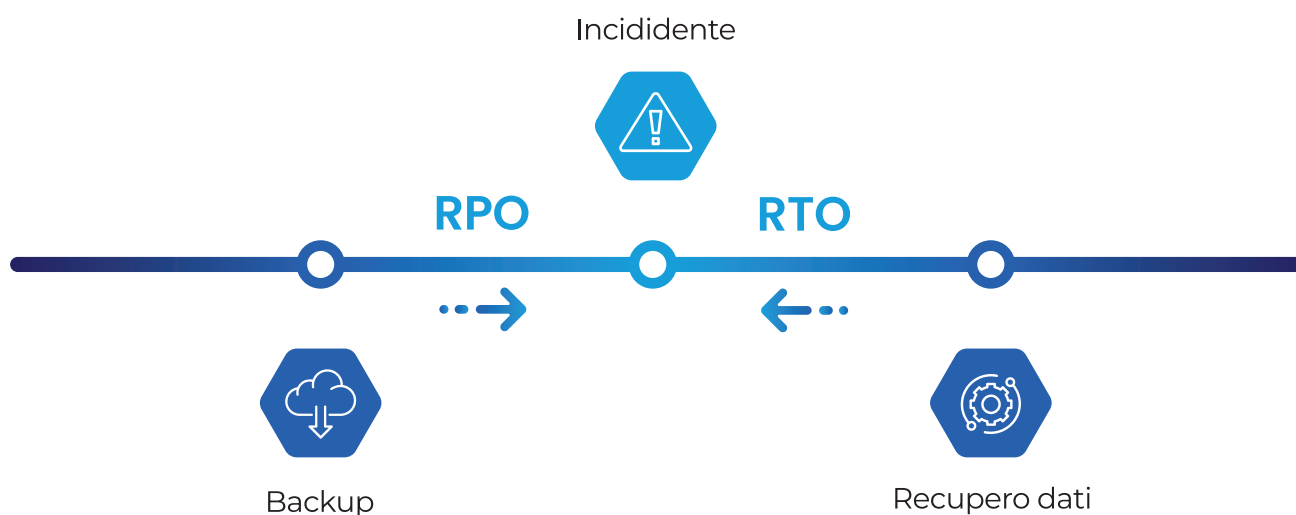 Incididente
RPO
RTO
Backup
Recupero dati